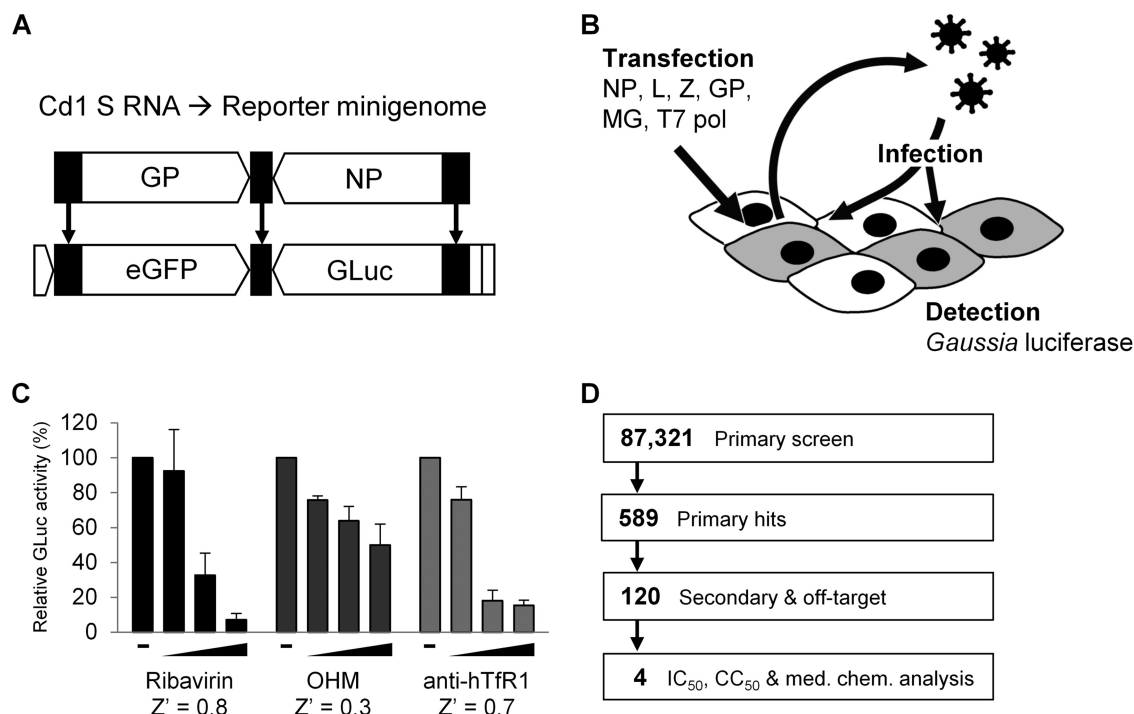 A
Cd1 S RNA → Reporter minigenome
GP
NP
eGFP
GLuc
B
Transfection
NP, L, Z, GP,
MG, T7 pol
Infection
Detection
Gaussia luciferase
C
Relative GLuc activity (%)
120
100
80
60
40
20
0
-
-
-
Ribavirin
Z' = 0.8
OHM
Z' = 0.3
anti-hTfR1
Z' = 0.7
D
87,321 Primary screen
589 Primary hits
120 Secondary & off-target
4 IC50, CC50 & med. chem. analysis